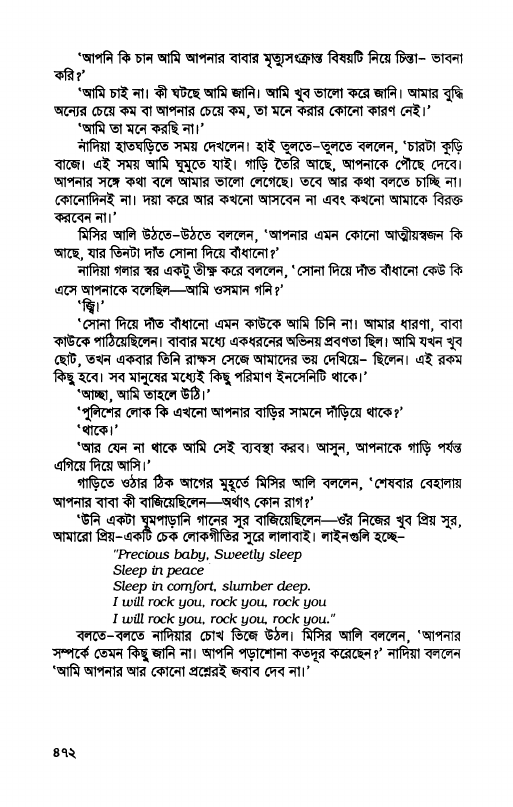 ‘আপনি কি চান আমি আপনার বাবার মৃত্যুসংক্রান্ত বিষয়টি নিয়ে চিন্তা– ভাবনা
করি?’
‘আমি চাই না। কী ঘটছে আমি জানি। আমি খুব ভালো করে জানি। আমার বুদ্ধি
অন্যের চেয়ে কম বা আপনার চেয়ে কম, তা মনে করার কোনো কারণ নেই।’
‘আমি তা মনে করছি না।’
নাদিয়া হাতঘড়িতে সময় দেখলেন। হাই তুলতে–তুলতে বললেন, ‘চারটা কুড়ি
বাজে। এই সময় আমি ঘুমুতে যাই। গাড়ি তৈরি আছে, আপনাকে পৌঁছে দেবে।
আপনার সঙ্গে কথা বলে আমার ভালো লেগেছে। তবে আর কথা বলতে চাচ্ছি না।
কোনোদিনই না। দয়া করে আর কখনো আসবেন না এবং কখনো আমাকে বিরক্ত
করবেন না।’
মিসির আলি উঠতে–উঠতে বললেন, ‘আপনার এমন কোনো আত্মীয়স্বজন কি
আছে, যার তিনটা দাঁত সোনা দিয়ে বাঁধানো?’
নাদিয়া গলার স্বর একটু তীক্ষ্ণ করে বললেন, ‘সোনা দিয়ে দাঁত বাঁধানো কেউ কি
এসে আপনাকে বলেছিল—আমি ওসমান গনি?’
‘জ্বি।’
‘সোনা দিয়ে দাঁত বাঁধানো এমন কাউকে আমি চিনি না। আমার ধারণা, বাবা
কাউকে পাঠিয়েছিলেন। বাবার মধ্যে একধরনের অভিনয় প্রবণতা ছিল। আমি যখন খুব
ছোট, তখন একবার তিনি রাক্ষস সেজে আমাদের ভয় দেখিয়ে– ছিলেন। এই রকম
কিছু হবে। সব মানুষের মধ্যেই কিছু পরিমাণ ইনসেনিটি থাকে।’
‘আচ্ছা, আমি তাহলে উঠি।’
‘পুলিশের লোক কি এখনো আপনার বাড়ির সামনে দাঁড়িয়ে থাকে?’
‘থাকে।’
‘আর যেন না থাকে আমি সেই ব্যবস্থা করব। আসুন, আপনাকে গাড়ি পর্যন্ত
এগিয়ে দিয়ে আসি।’
গাড়িতে ওঠার ঠিক আগের মুহূর্তে মিসির আলি বললেন, ‘শেষবার বেহালায়
আপনার বাবা কী বাজিয়েছিলেন—অর্থাৎ কোন রাগ?’
‘উনি একটা ঘুমপাড়ানি গানের সুর বাজিয়েছিলেন—ওঁর নিজের খুব প্রিয় সুর,
আমারো প্রিয়–একটি চেক লোকগীতির সুরে লালাবাই। লাইনগুলি হচ্ছে–
"Precious baby, Sweetly sleep
Sleep in peace
Sleep in comfort, slumber deep.
I will rock you, rock you, rock you
I will rock you, rock you, rock you."
বলতে–বলতে নাদিয়ার চোখ ভিজে উঠল। মিসির আলি বললেন, ‘আপনার
সম্পর্কে তেমন কিছু জানি না। আপনি পড়াশোনা কতদূর করেছেন?’ নাদিয়া বললেন
‘আমি আপনার আর কোনো প্রশ্নেরই জবাব দেব না।’
৪৭২